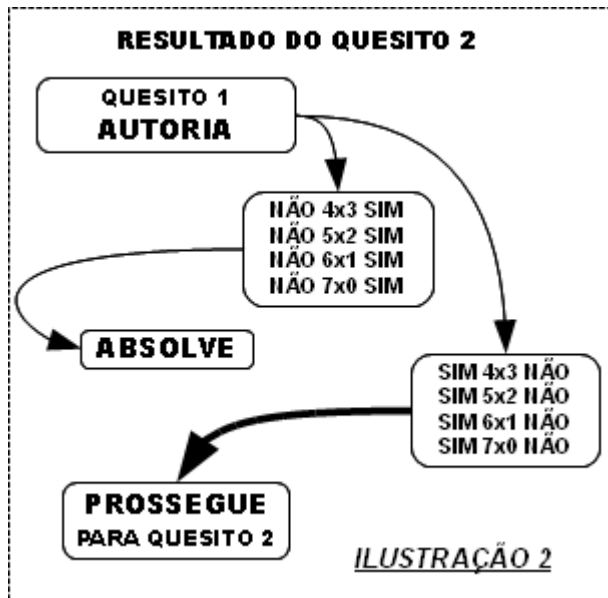 RESULTADO DO QUESITO 2
QUESITO 1
AUTORIA
NÃO 4x3 SIM
NÃO 5x2 SIM
NÃO 6x1 SIM
NÃO 7x0 SIM
ABSOLVE
SIM 4x3 NÃO
SIM 5x2 NÃO
SIM 6x1 NÃO
SIM 7x0 NÃO
PROSSEGUE
PARA QUESITO 2
ILUSTRAÇÃO 2